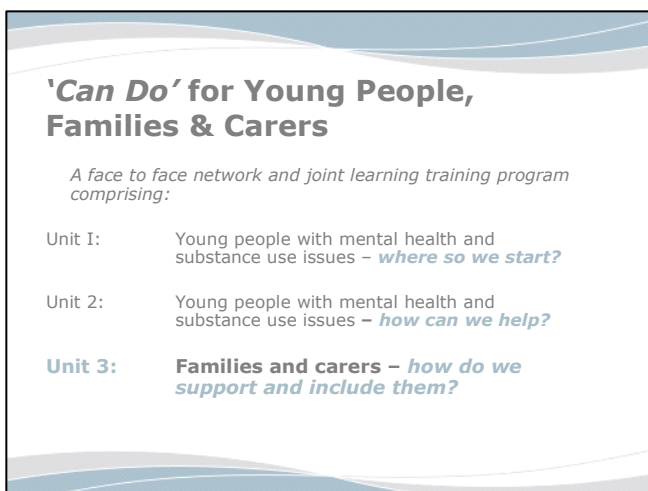 ‘Can Do’ for Young People,
Families & Carers
A face to face network and joint learning training program
comprising:
Unit I: Young people with mental health and
substance use issues – where so we start?
Unit 2: Young people with mental health and
substance use issues – how can we help?
Unit 3: Families and carers – how do we
support and include them?